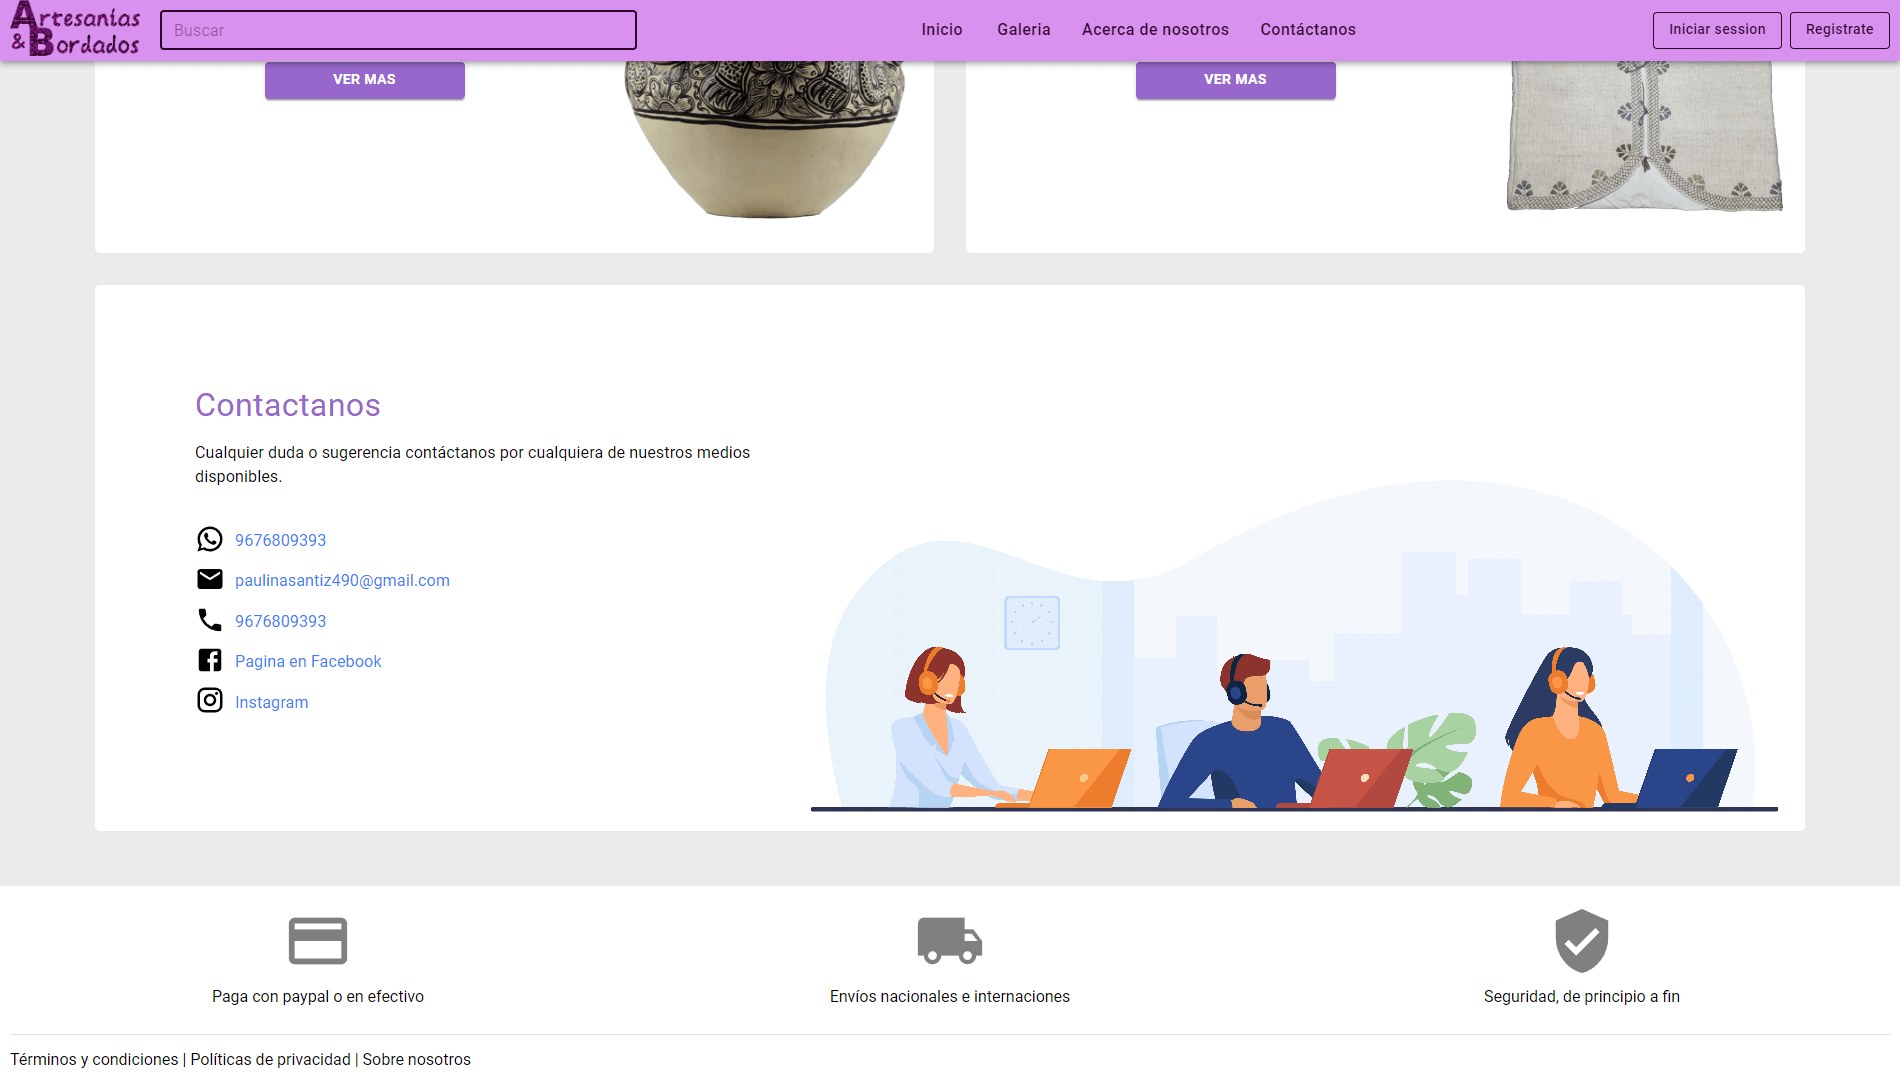 Artesanías
& Bordados
Buscar
Inicio
Galeria
Acerca de nosotros
Contáctanos
Iniciar session
Registrate
VER MAS
VER MAS
Contactanos
Cualquier duda o sugerencia contáctanos por cualquiera de nuestros medios
disponibles.
9676809393
paulinasantiz490@gmail.com
9676809393
Pagina en Facebook
Instagram
Paga con paypal o en efectivo
Envíos nacionales e internaciones
Seguridad, de principio a fin
Términos y condiciones | Políticas de privacidad | Sobre nosotros